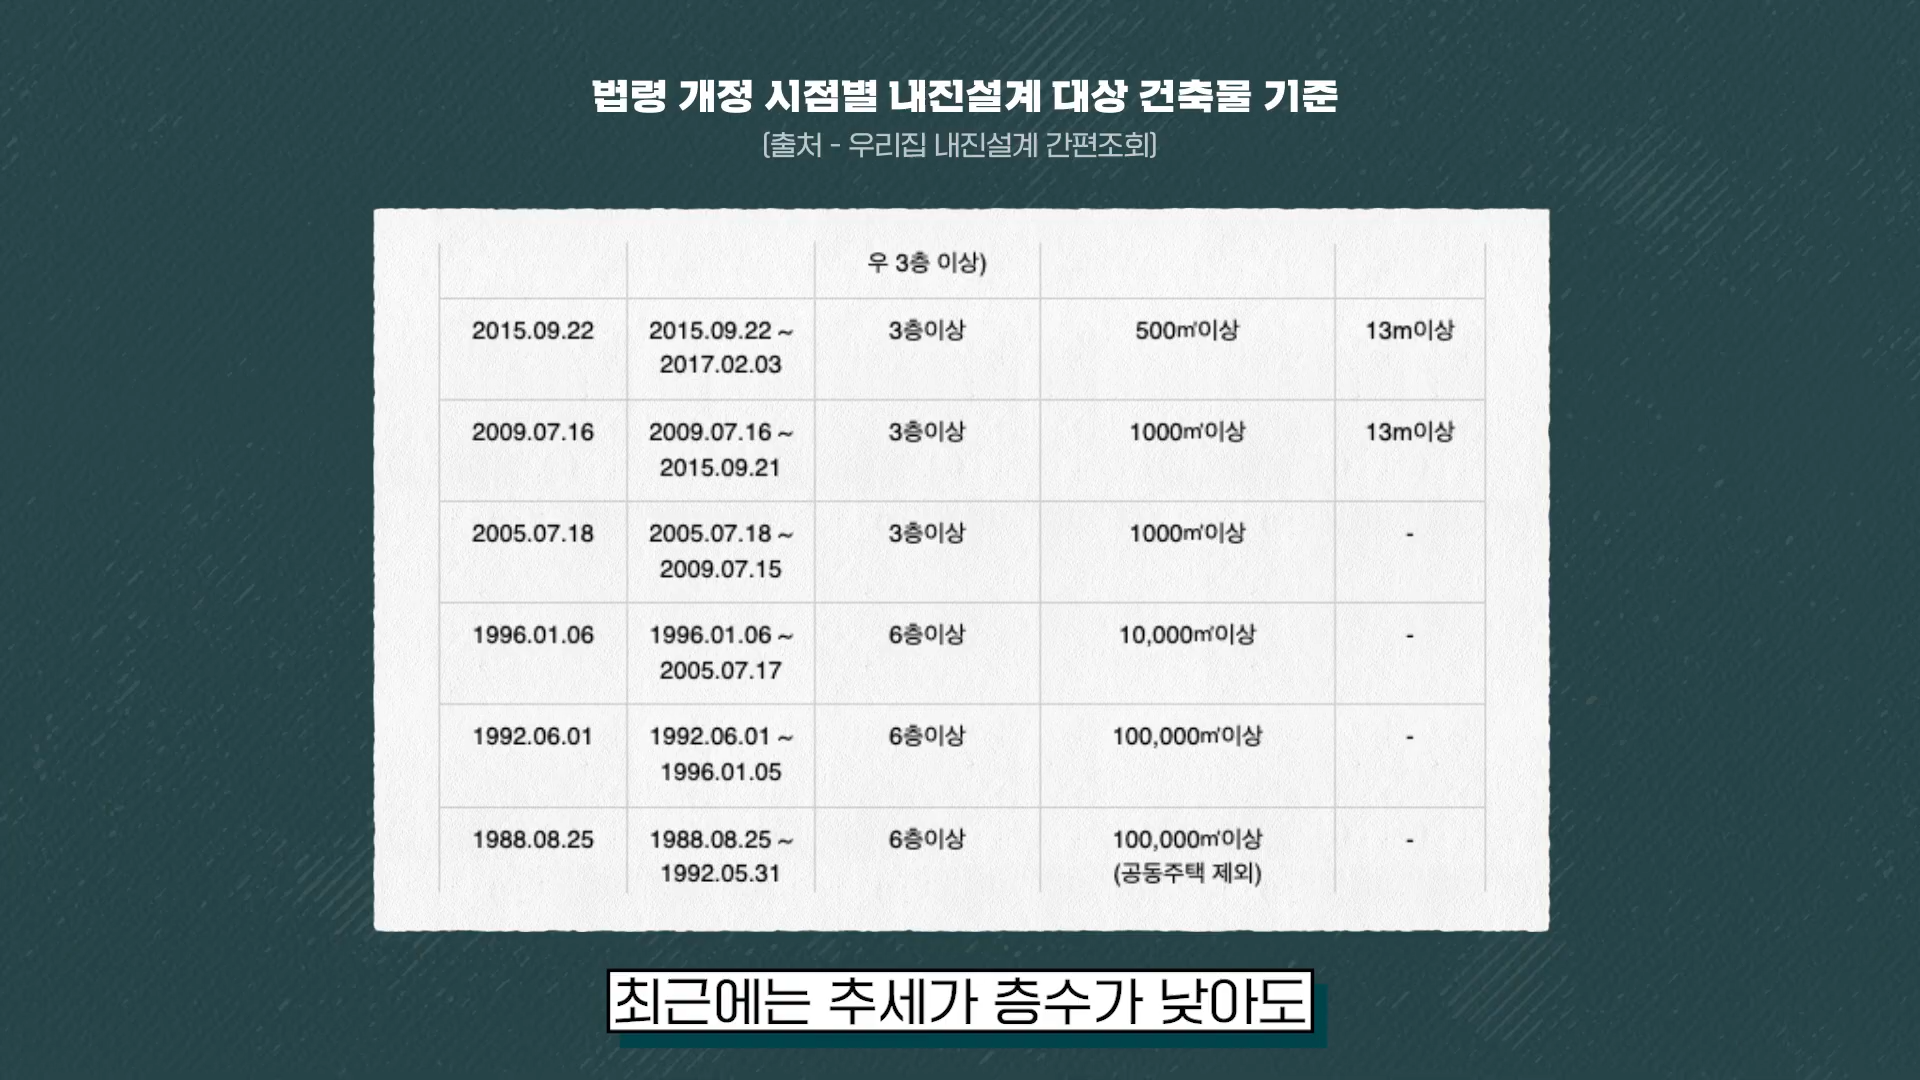 법령 개정 시점별 내진설계 대상 건축물 기준
(출처 - 우리집 내진설계 간편조회)
우 3층 이상)
2015.09.22 2015.09.22 ~ 3층이상 500㎡이상 13m이상
2017.02.03
2009.07.16 2009.07.16 ~ 3층이상 1000㎡이상 13m이상
2015.09.21
2005.07.18 2005.07.18 ~ 3층이상 1000㎡이상 -
2009.07.15
1996.01.06 1996.01.06 ~ 6층이상 10,000㎡이상 -
2005.07.17
1992.06.01 1992.06.01 ~ 6층이상 100,000㎡이상 -
1996.01.05
1988.08.25 1988.08.25 ~ 6층이상 100,000㎡이상 -
1992.05.31 (공동주택 제외)
최근에는 추세가 층수가 낮아도